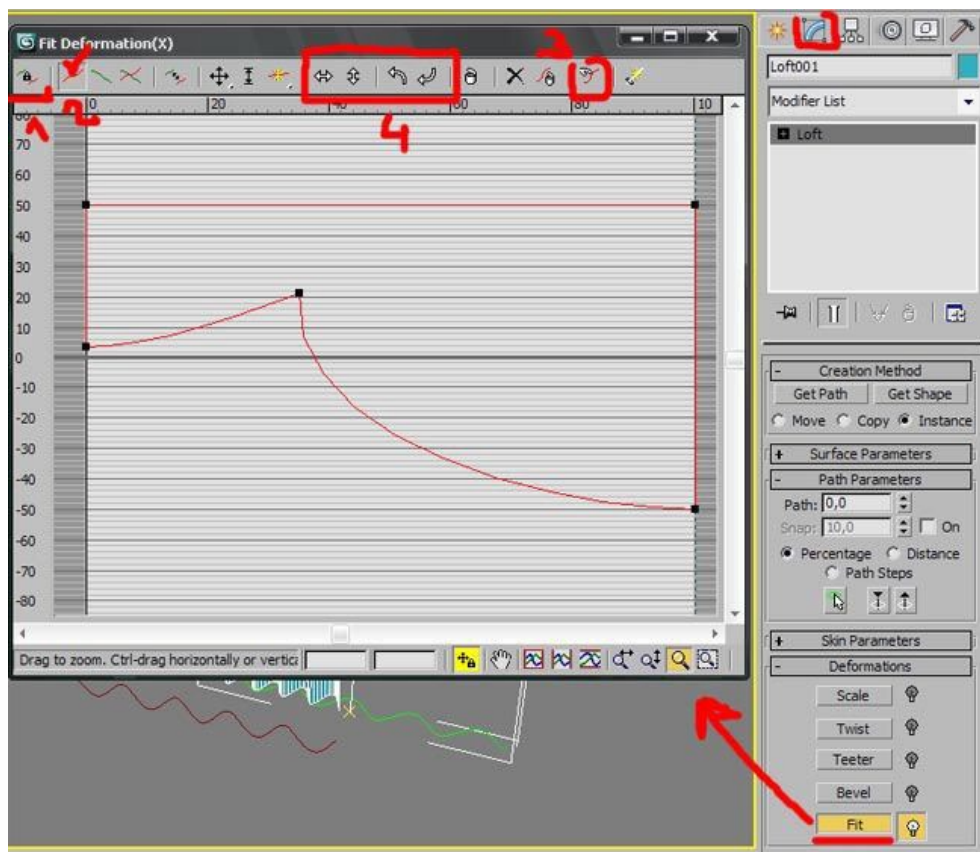 Fit Deformation(X)
1
2
3
4
0
20
40
60
80
10
80
70
60
50
40
30
20
10
0
-10
-20
-30
-40
-50
-60
-70
-80
Drag to zoom. Ctrl-drag horizontally or vertic
Loft001
Modifier List
Loft
Creation Method
Get Path Get Shape
Move Copy Instance
Surface Parameters
Path Parameters
Path: 0,0
Snap: 10,0 On
Percentage Distance
Path Steps
Skin Parameters
Deformations
Scale
Twist
Teeter
Bevel
Fit